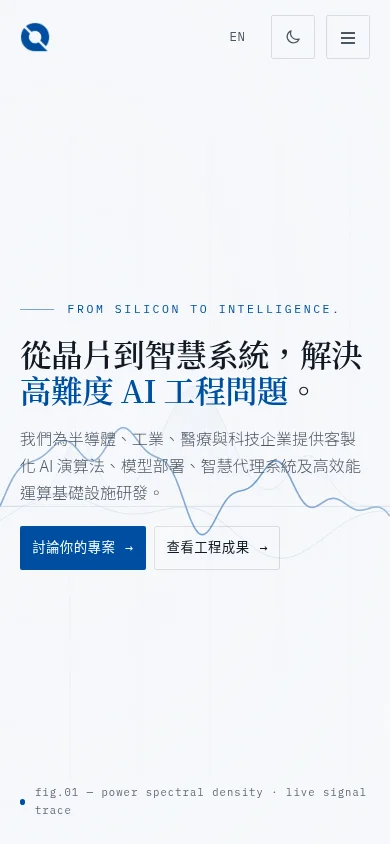 EN
FROM SILICON TO INTELLIGENCE.
從晶片到智慧系統，解決
高難度 AI 工程問題。
我們為半導體、工業、醫療與科技企業提供客製
化 AI 演算法、模型部署、智慧代理系統及高效能
運算基礎設施研發。
討論你的專案 → 查看工程成果 →
fig.01 — power spectral density · live signal
trace